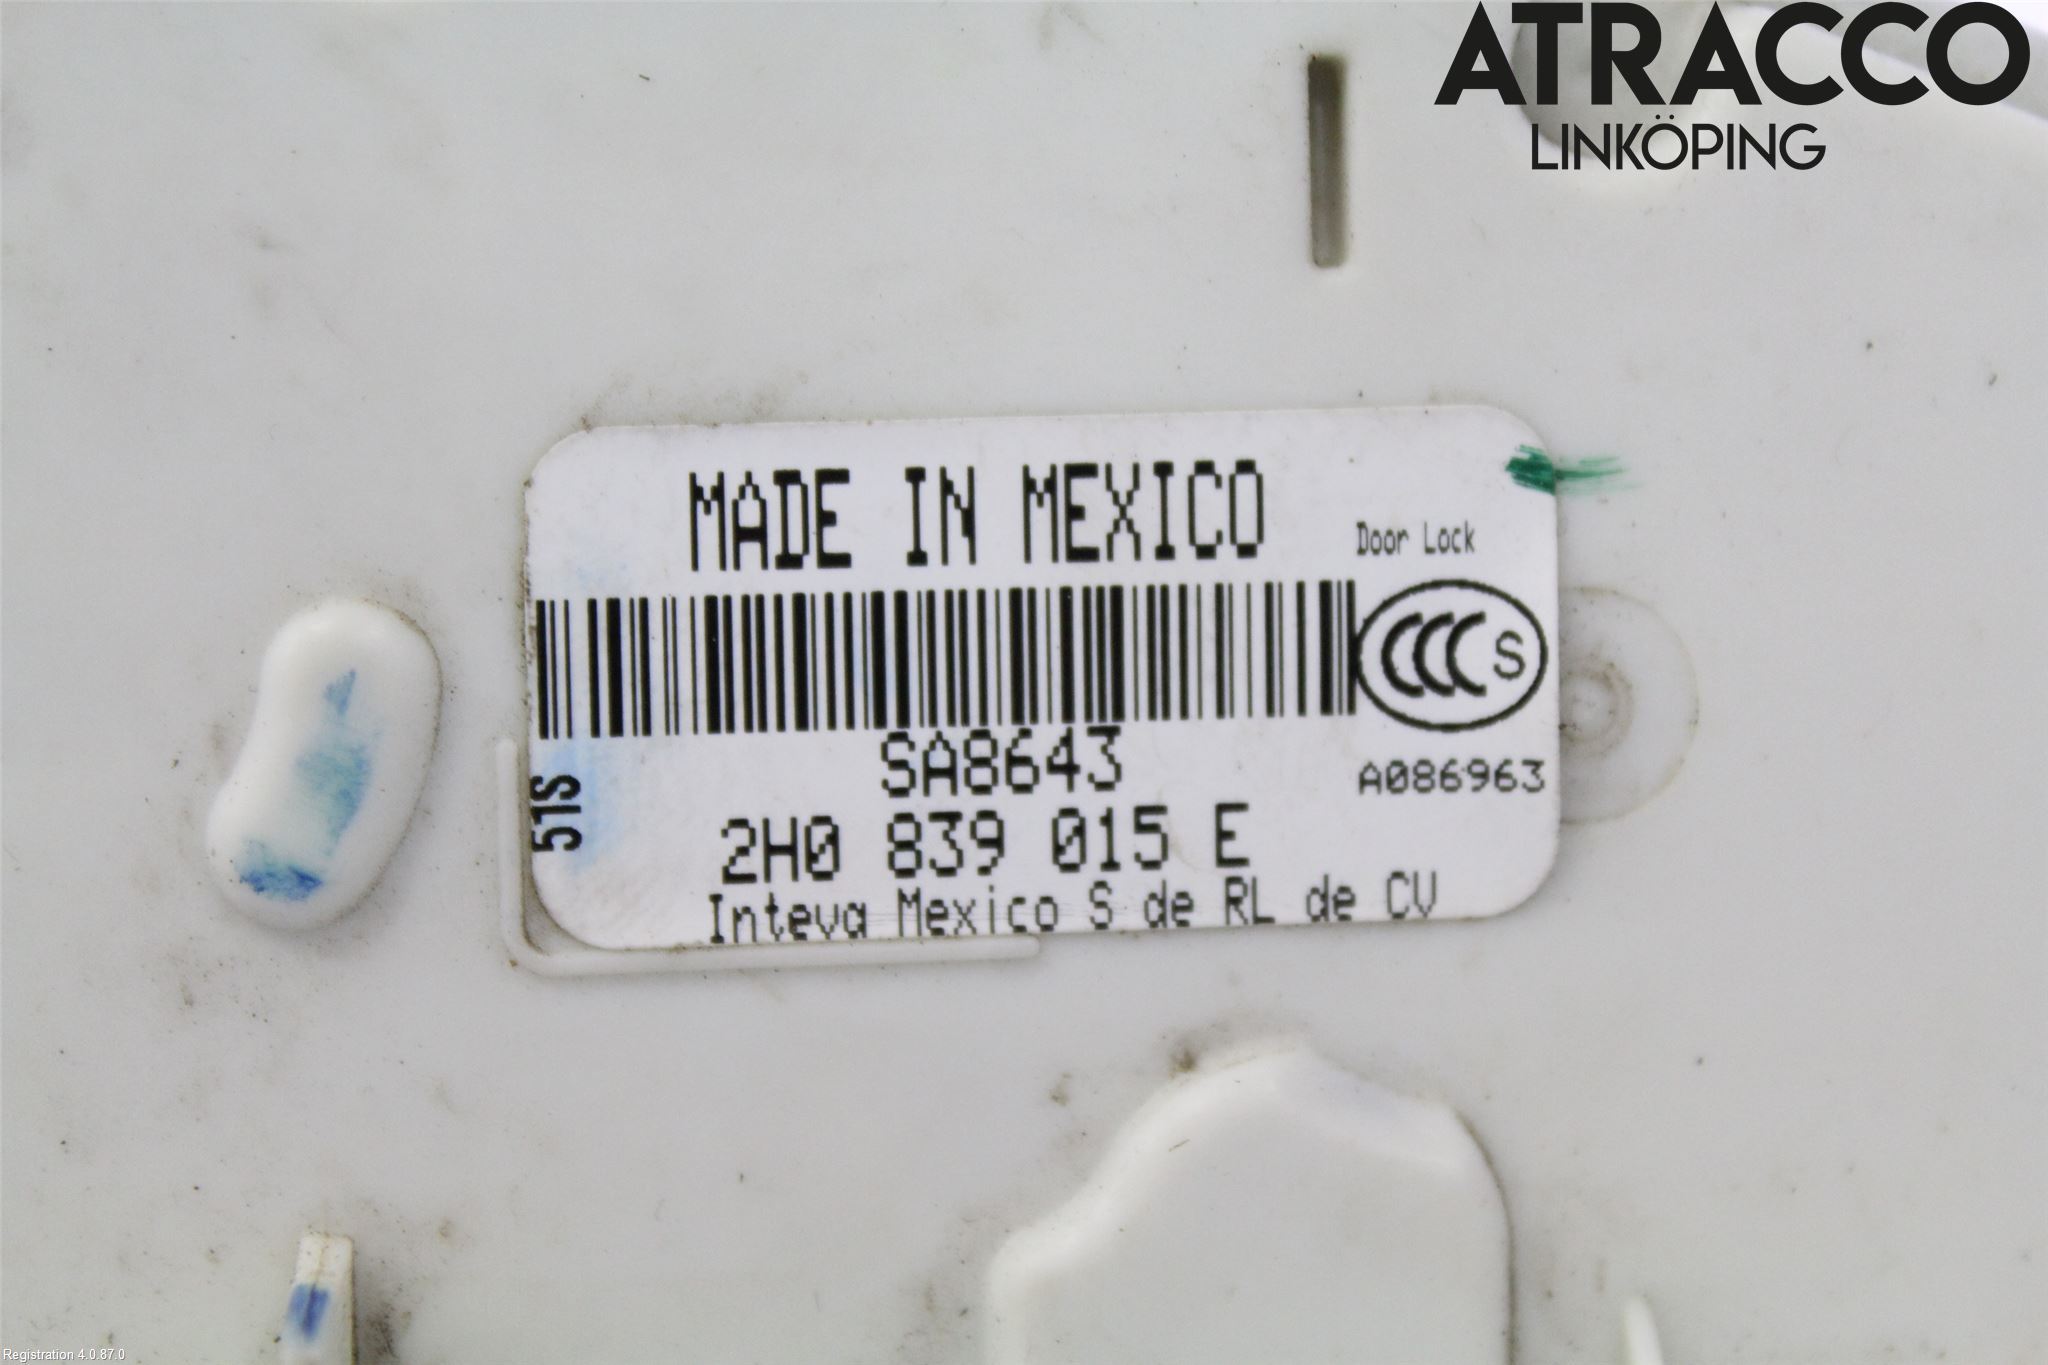 ATRACCO
LINKÖPING
MADE IN MEXICO
Door Lock
CCC S
SA8643
A086963
51S
2H0 839 015 E
Inteva Mexico S de RL de CV
Registration 4.0.87.0